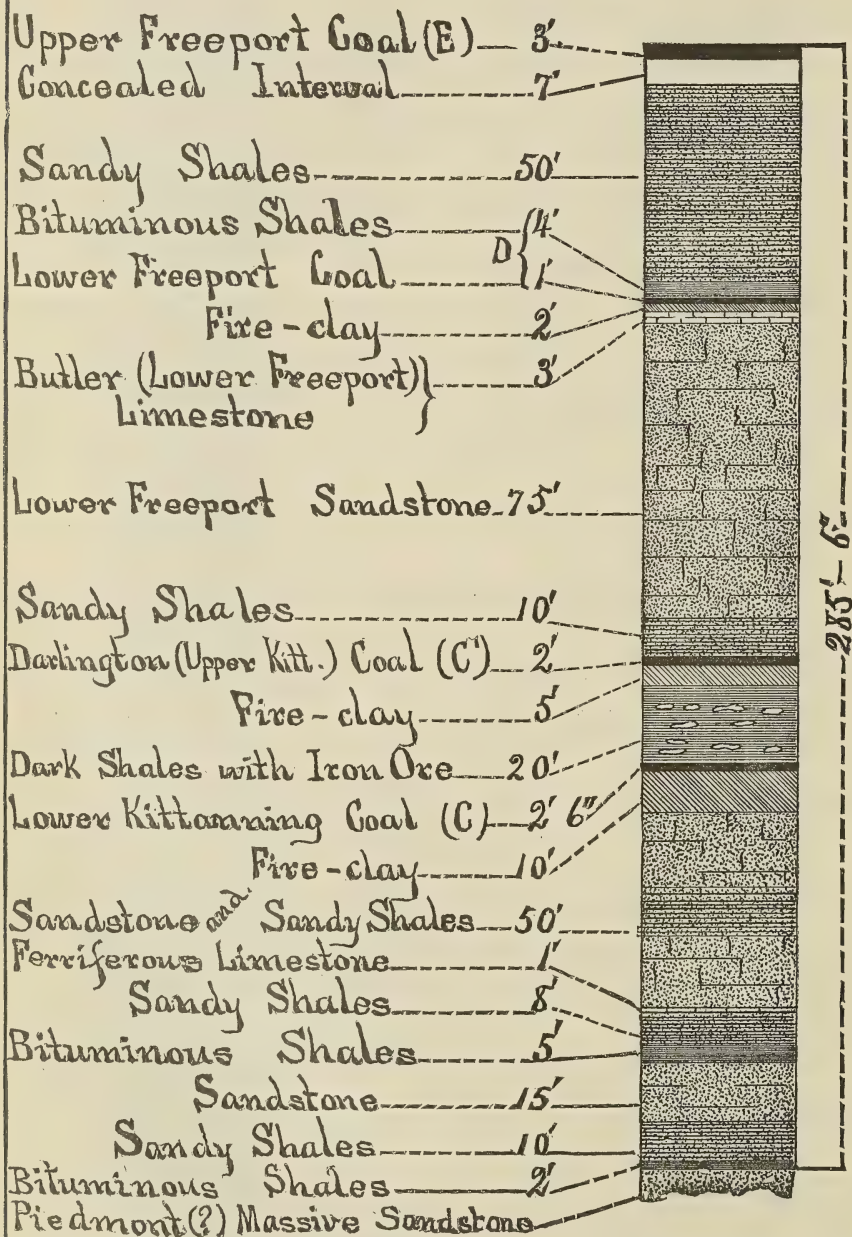 Upper Freeport Coal (E) 3'
Concealed Interval 7'
Sandy Shales 50'
Bituminous Shales 4'
D
Lower Freeport Coal 1'
Fire-clay 2'
Butler (Lower Freeport) 3'
Limestone
Lower Freeport Sandstone 75'
Sandy Shales 10'
Darlington (Upper Kitt.) Coal (C') 2'
Fire-clay 5'
Dark Shales with Iron Ore 20'
Lower Kittanning Coal (C) 2' 6"
Fire-clay 10'
Sandstone and Sandy Shales 50'
Ferriferous Limestone 1'
Sandy Shales 8'
Bituminous Shales 5'
Sandstone 15'
Sandy Shales 10'
Bituminous Shales 2'
Piedmont (?) Massive Sandstone
285' - 6"